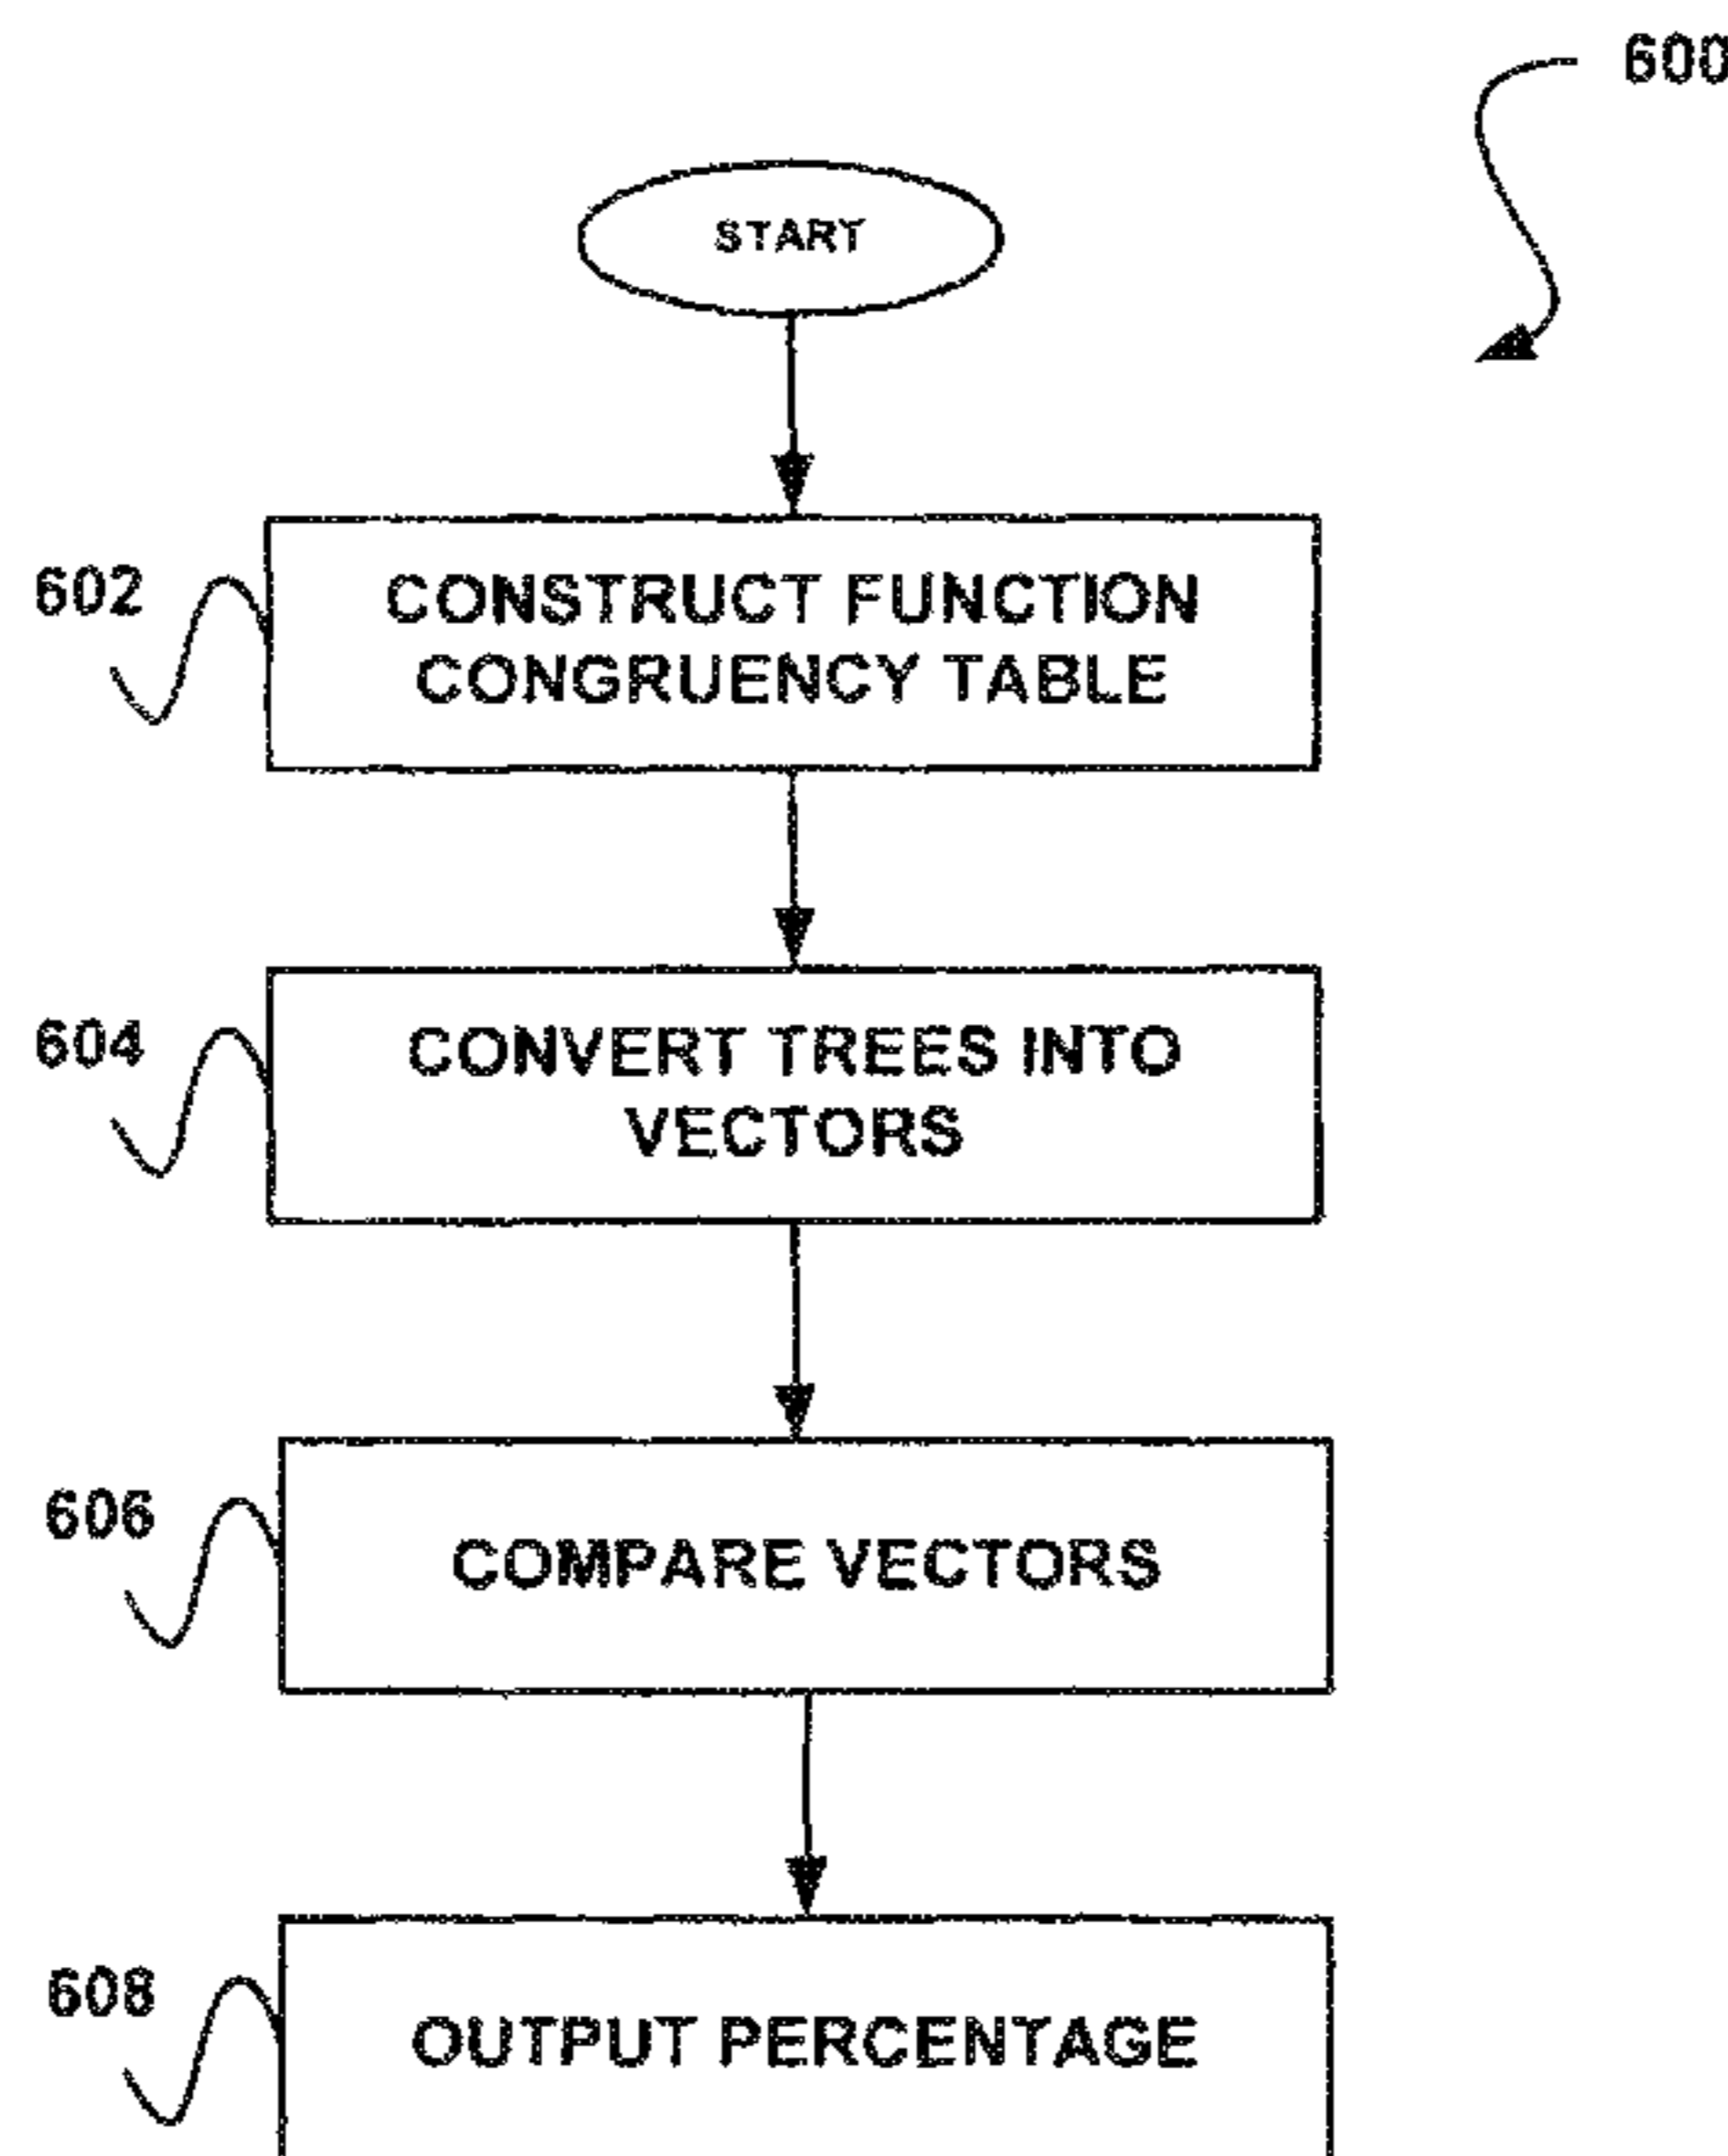 600
START
602
CONSTRUCT FUNCTION
CONGRUENCY TABLE
604
CONVERT TREES INTO
VECTORS
606
COMPARE VECTORS
608
OUTPUT PERCENTAGE